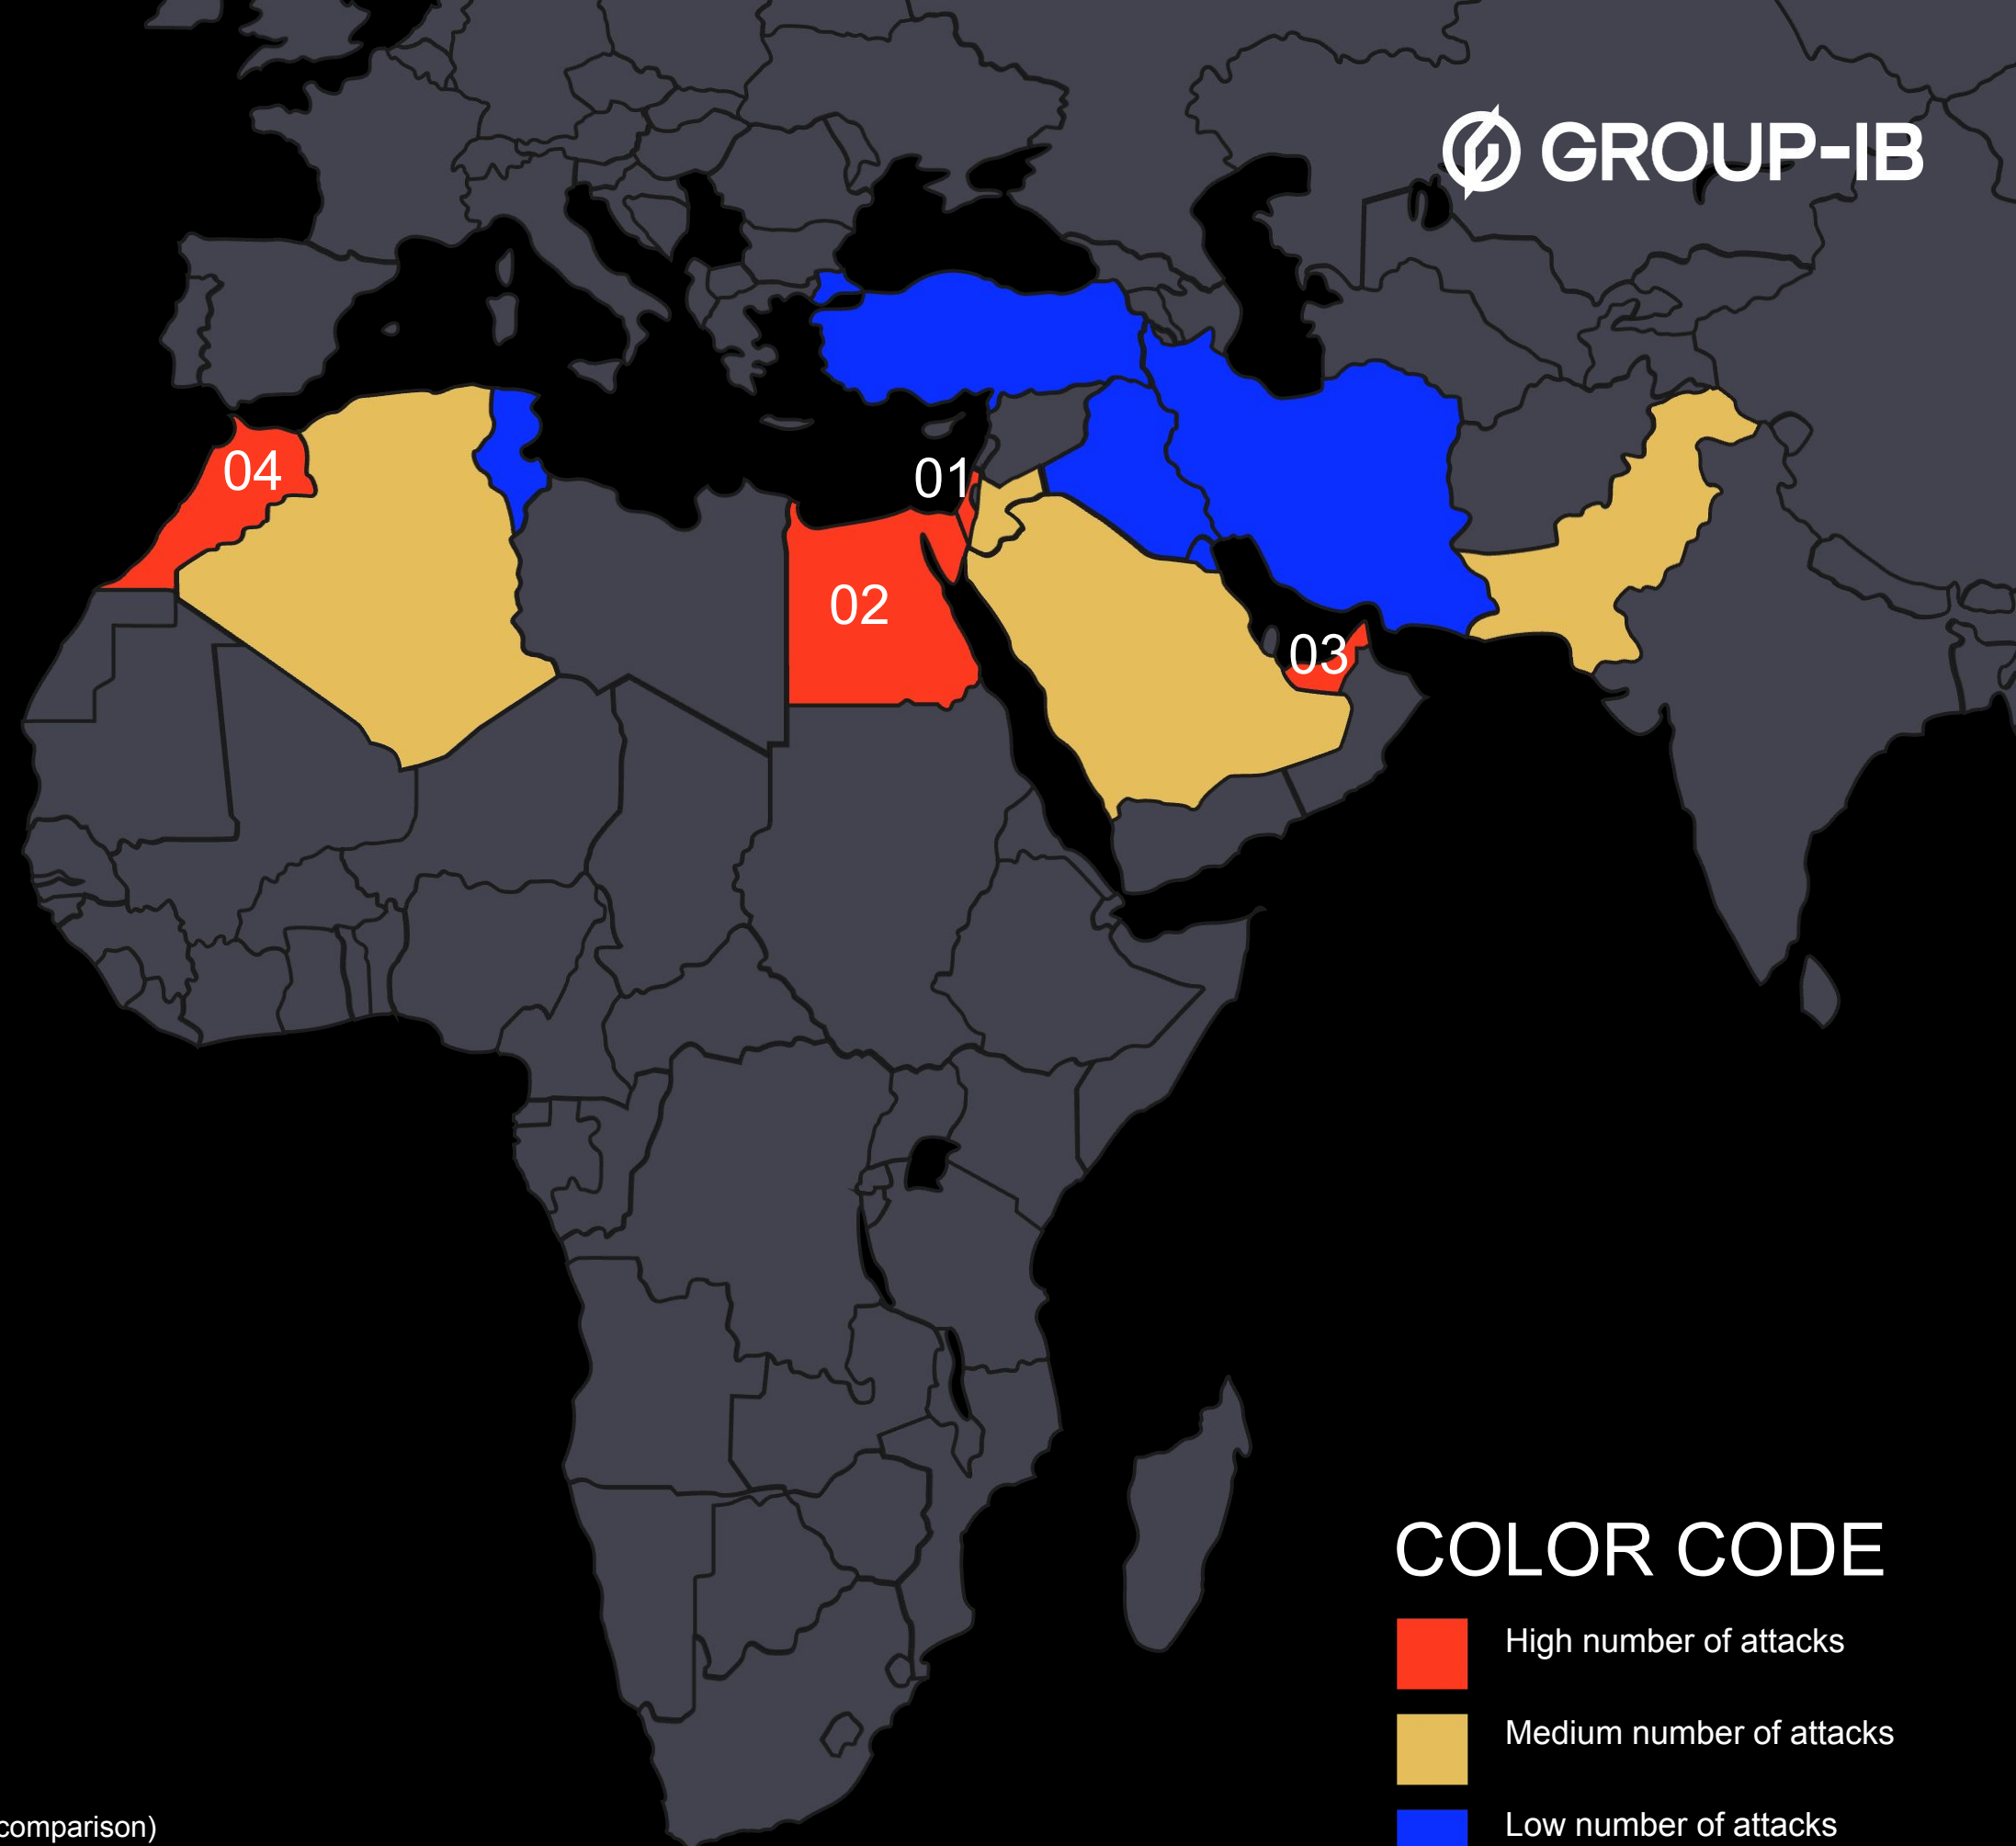 GROUP-IB
04
01
02
03
COLOR CODE
High number of attacks
Medium number of attacks
Low number of attacks
comparison)